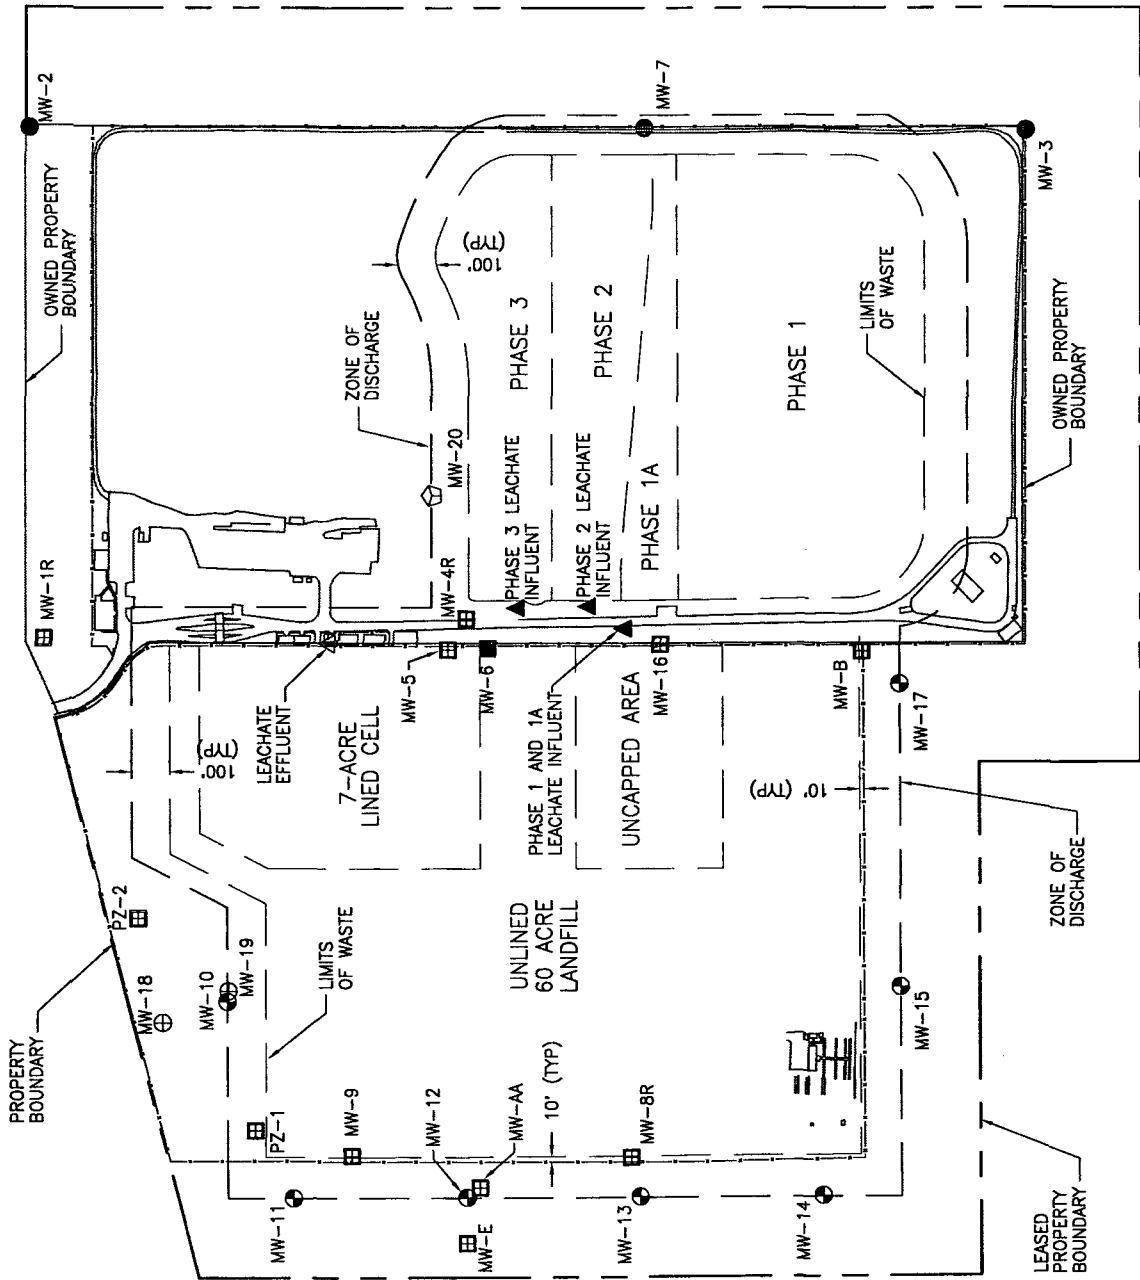 MW-2
OWNED PROPERTY
BOUNDARY
MW-7
MW-3
100'
(TYP)
ZONE OF
DISCHARGE
PHASE 3
PHASE 2
PHASE 1
LIMITS
OF WASTE
OWNED PROPERTY
BOUNDARY
MW-20
PHASE 3 LEACHATE
INFLUENT
PHASE 2 LEACHATE
INFLUENT
PHASE 1A
MW-1R
MW-4R
MW-5
MW-6
MW-16
MW-B
MW-17
LEACHATE
EFFLUENT
100'
(TYP)
7-ACRE
LINED CELL
PHASE 1 AND 1A
LEACHATE INFLUENT
UNCAPPED AREA
10' (TYP)
ZONE OF
DISCHARGE
PROPERTY
BOUNDARY
PZ-2
MW-18
MW-10
MW-19
LIMITS
OF WASTE
UNLINED
60 ACRE
LANDFILL
MW-15
PZ-1
MW-9
MW-12
MW-AA
10' (TYP)
MW-8R
MW-11
MW-E
MW-13
MW-14
LEASED
PROPERTY
BOUNDARY